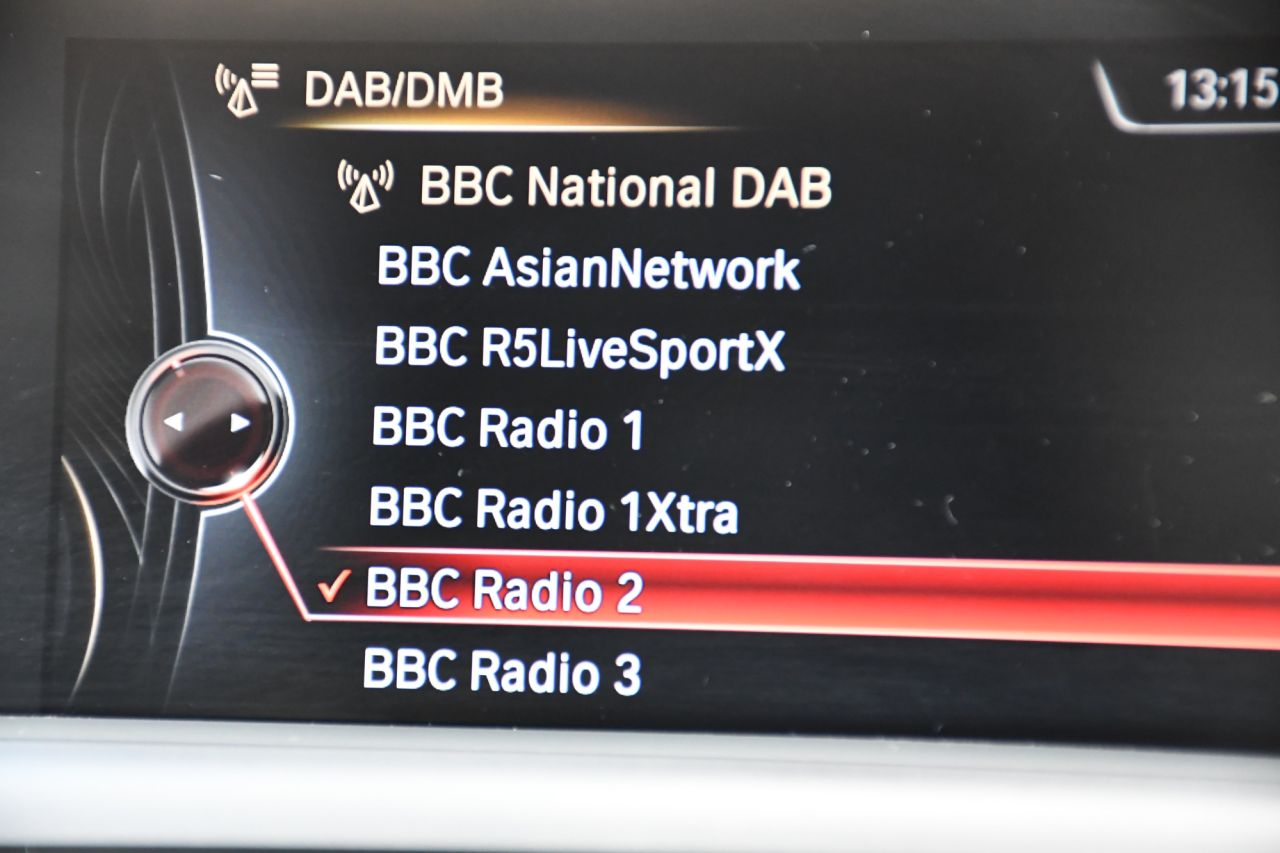 DAB/DMB
13:15
BBC National DAB
BBC AsianNetwork
BBC R5LiveSportX
BBC Radio 1
BBC Radio 1Xtra
BBC Radio 2
BBC Radio 3